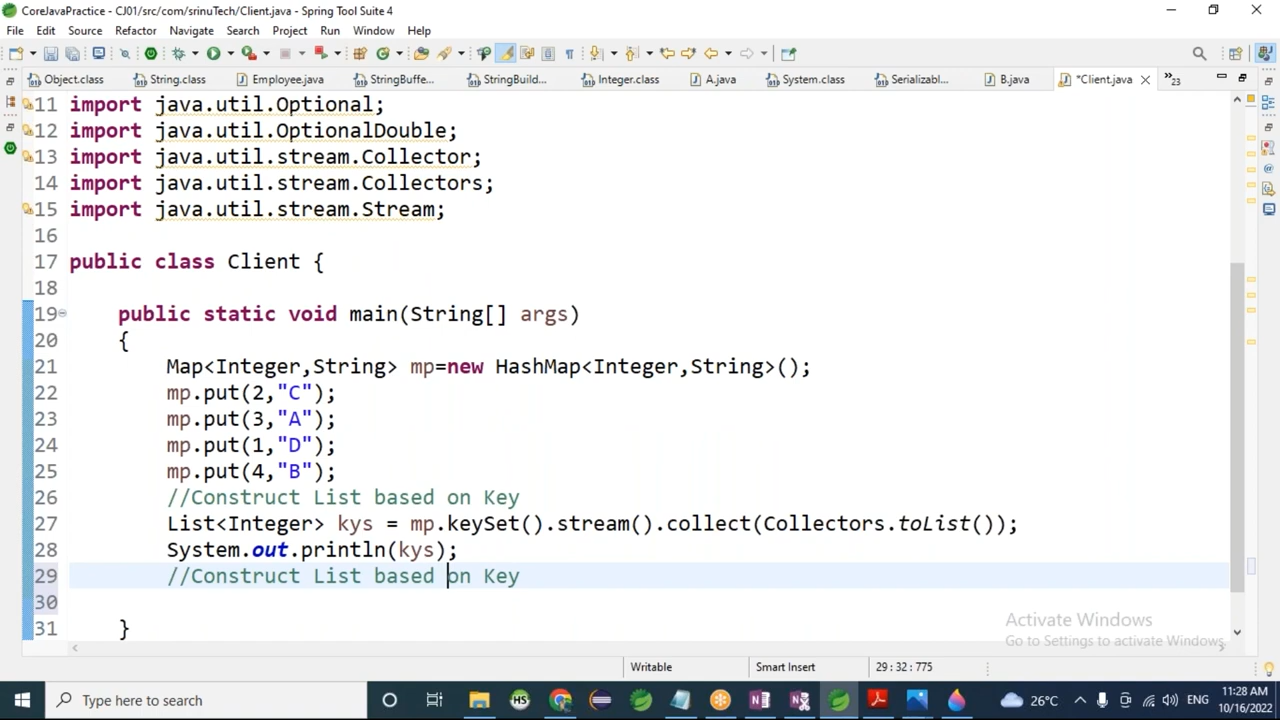 CoreJavaPractice - CJ01/src/com/srinuTech/Client.java - Spring Tool Suite 4
File Edit Source Refactor Navigate Search Project Run Window Help
Object.class String.class Employee.java StringBuffe... StringBuild... Integer.class A.java System.class Serializabl... B.java *Client.java »23
11 import java.util.Optional;
12 import java.util.OptionalDouble;
13 import java.util.stream.Collector;
14 import java.util.stream.Collectors;
15 import java.util.stream.Stream;
16
17 public class Client {
18
19 public static void main(String[] args)
20 {
21 Map<Integer,String> mp=new HashMap<Integer,String>();
22 mp.put(2,"C");
23 mp.put(3,"A");
24 mp.put(1,"D");
25 mp.put(4,"B");
26 //Construct List based on Key
27 List<Integer> kys = mp.keySet().stream().collect(Collectors.toList());
28 System.out.println(kys);
29 //Construct List based on Key
30
31 }
Activate Windows
Go to Settings to activate Windows.
Writable Smart Insert 29 : 32 : 775
Type here to search
HS
26°C ENG
11:28 AM
10/16/2022